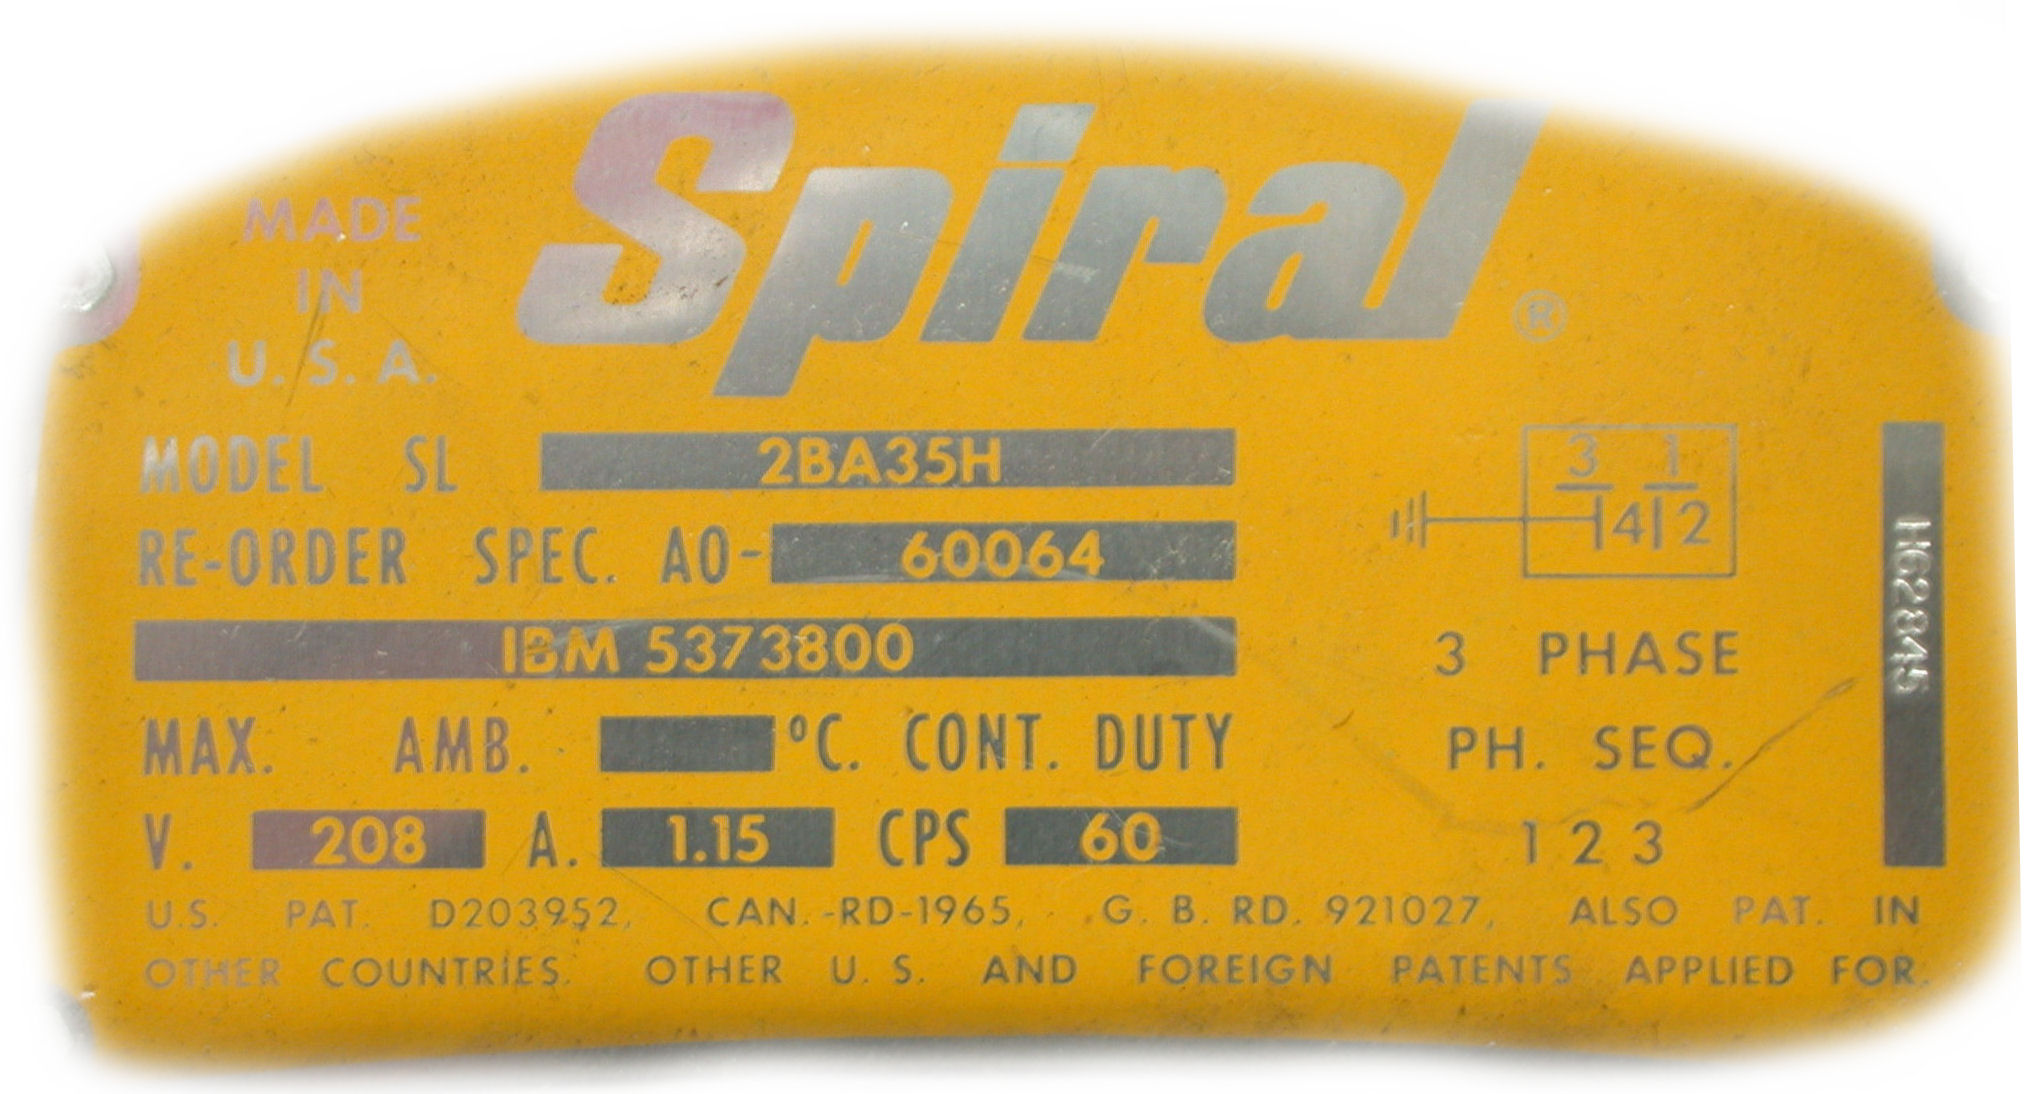 Spiral®
MADE
IN
U.S.A.
MODEL SL 2BA35H
RE-ORDER SPEC. AO-60064
IBM 5373800
MAX. AMB. °C. CONT. DUTY
V. 208 A. 1.15 CPS 60
3 1
4 2
3 PHASE
PH. SEQ.
1 2 3
H62845
U.S. PAT. D203952, CAN.-RD-1965, G. B. RD. 921027, ALSO PAT. IN
OTHER COUNTRIES. OTHER U. S. AND FOREIGN PATENTS APPLIED FOR.